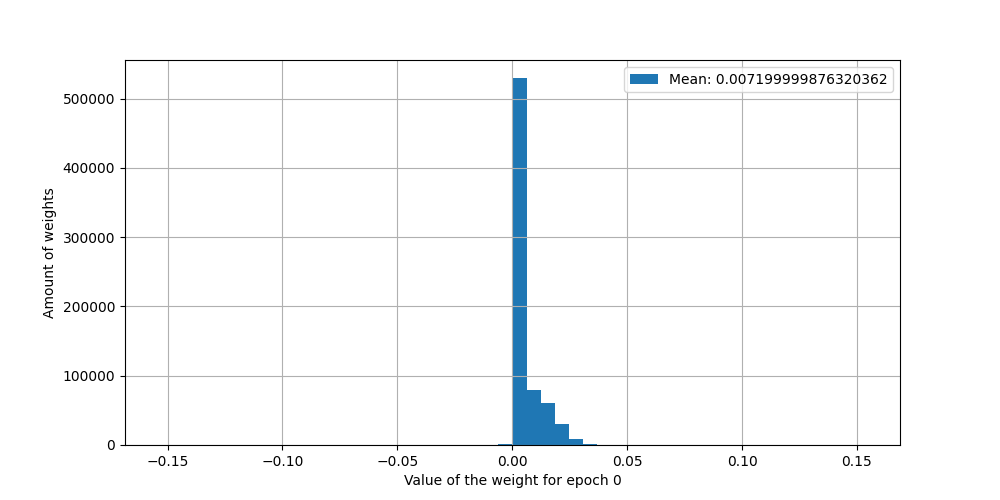 Mean: 0.007199999876320362
500000
400000
300000
200000
100000
0
Amount of weights
−0.15 −0.10 −0.05 0.00 0.05 0.10 0.15
Value of the weight for epoch 0